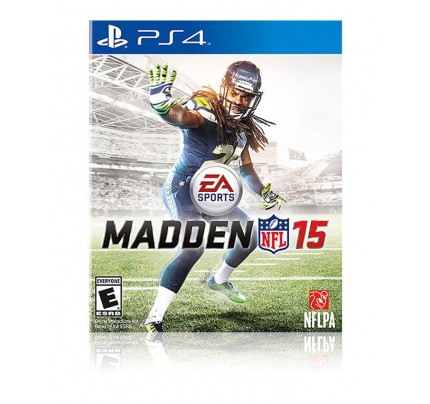 PS4
EA
SPORTS
MADDEN NFL 15
EVERYONE
E
ESRB
NFLPA